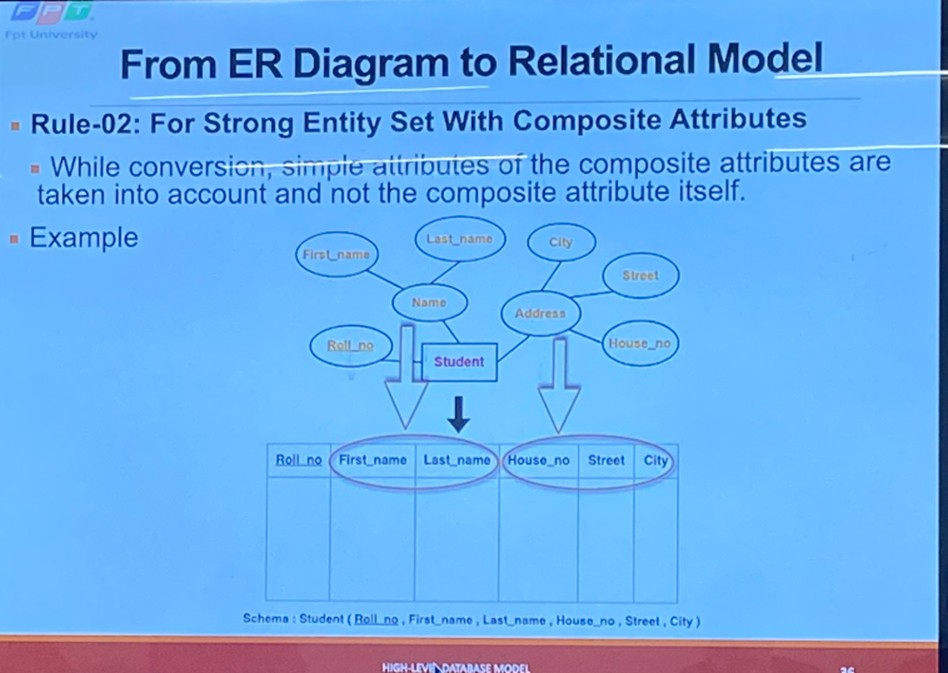 FPT
Fpt University
From ER Diagram to Relational Model
Rule-02: For Strong Entity Set With Composite Attributes
While conversion, simple attributes of the composite attributes are
taken into account and not the composite attribute itself.
Example
First_name
Last_name
City
Street
Name
Address
Roll_no
Student
House_no
Roll_no First_name Last_name House_no Street City
Schema : Student ( Roll_no , First_name , Last_name , House_no , Street , City )
HIGH-LEVEL DATABASE MODEL
36